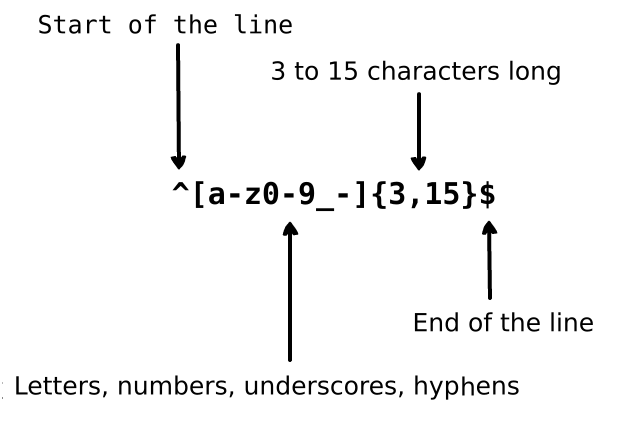 Start of the line
3 to 15 characters long
^[a-z0-9_-]{3,15}$
End of the line
Letters, numbers, underscores, hyphens